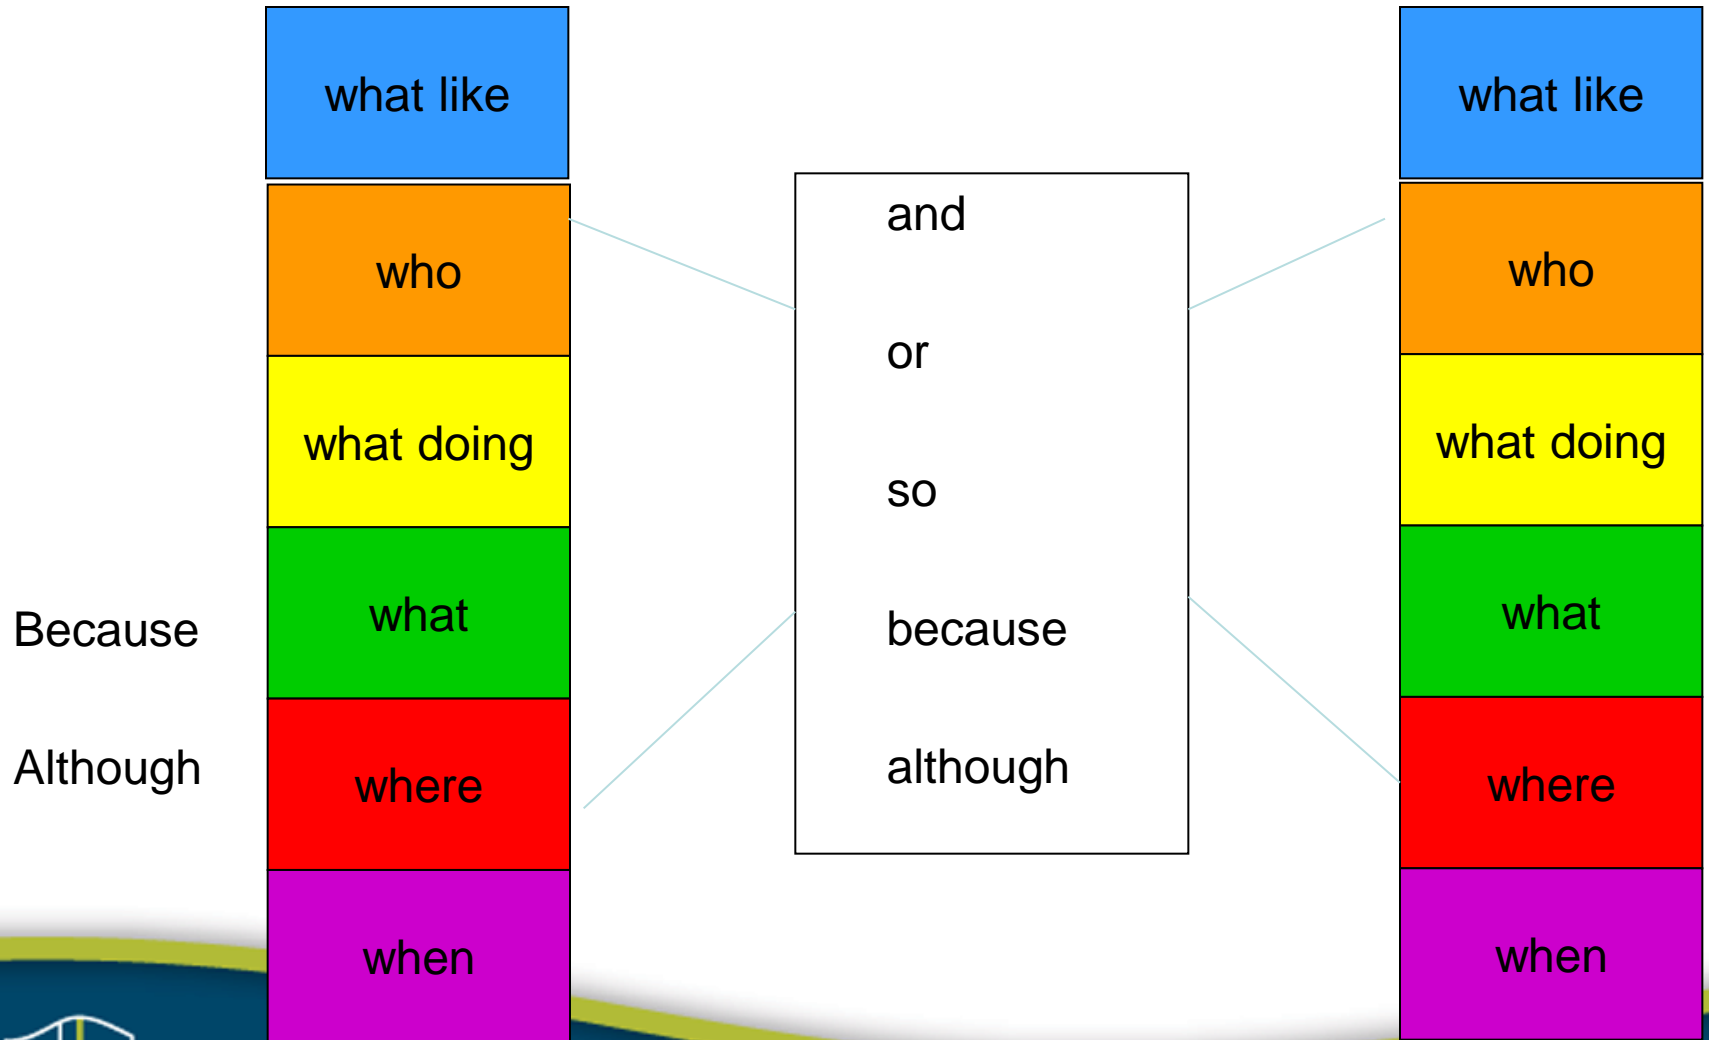 Because
Although
what like
who
what doing
what
where
when
and
or
so
because
although
what like
who
what doing
what
where
when